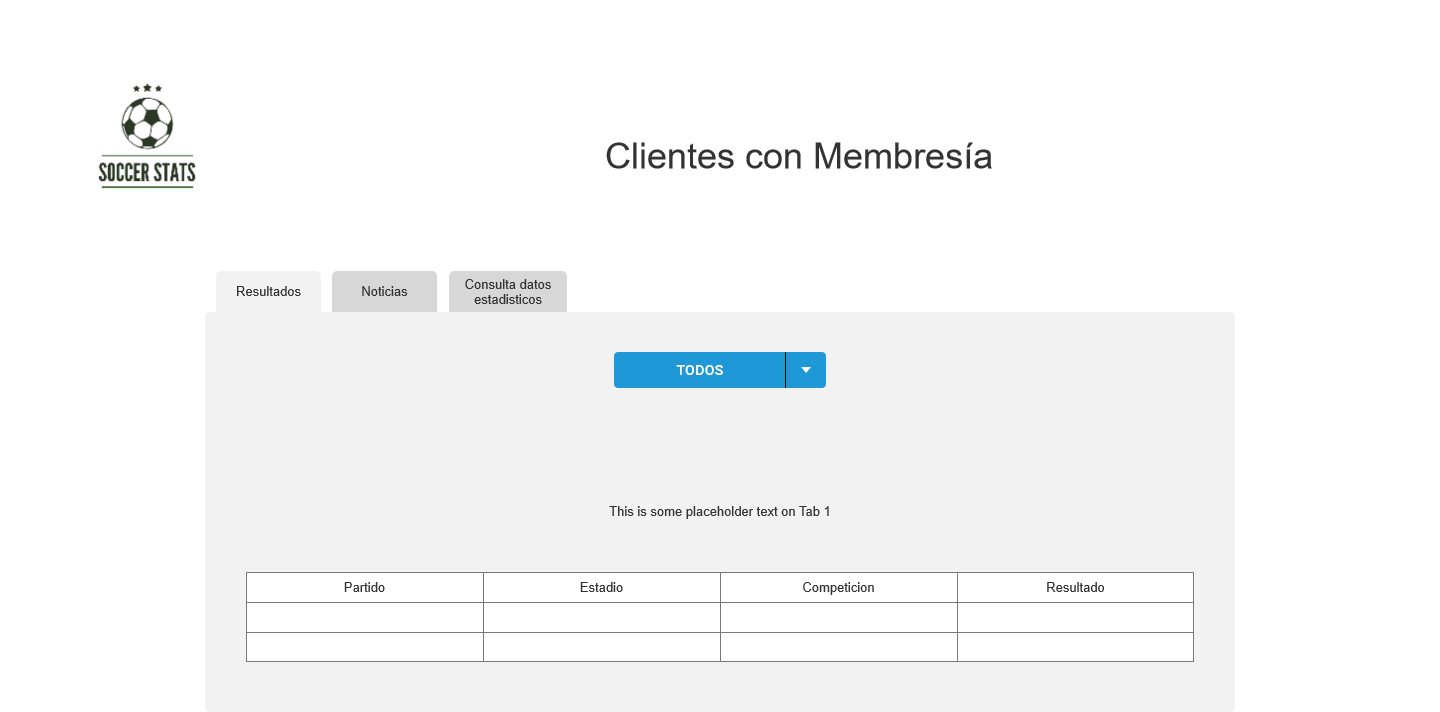 SOCCER STATS
Clientes con Membresía
Resultados
Noticias
Consulta datos
estadisticos
TODOS
This is some placeholder text on Tab 1
Partido
Estadio
Competicion
Resultado